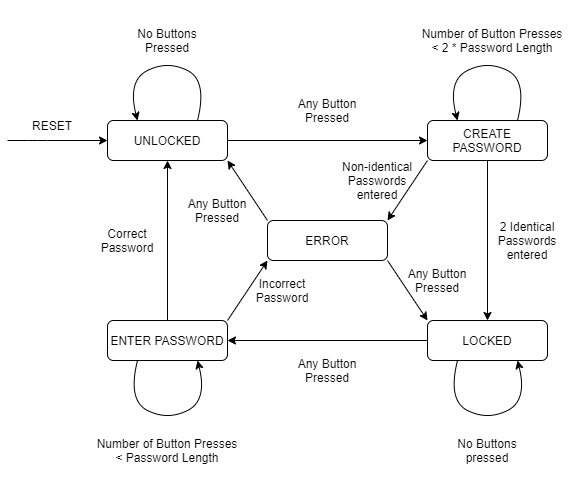 No Buttons
Pressed
Number of Button Presses
< 2 * Password Length
RESET
Any Button
Pressed
UNLOCKED
CREATE
PASSWORD
Non-identical
Passwords
entered
Any Button
Pressed
Correct
Password
ERROR
2 Identical
Passwords
entered
Incorrect
Password
Any Button
Pressed
ENTER PASSWORD
LOCKED
Any Button
Pressed
Number of Button Presses
< Password Length
No Buttons
pressed